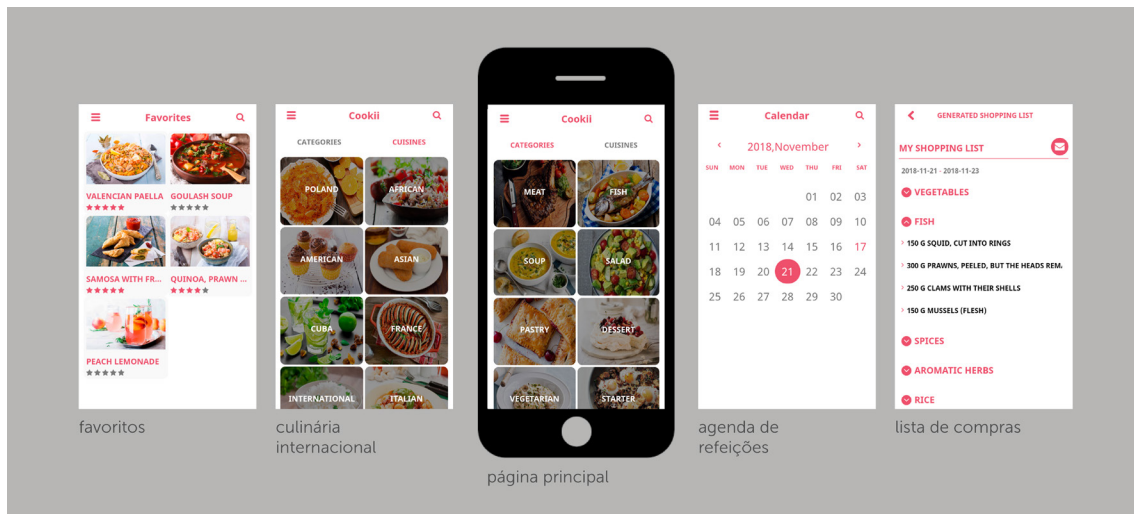 Favorites
VALENCIAN PAELLA
GOULASH SOUP
SAMOSA WITH FR...
QUINOA, PRAWN ...
PEACH LEMONADE
favoritos
Cookii
CATEGORIES
CUISINES
POLAND
AFRICAN
AMERICAN
ASIAN
CUBA
FRANCE
INTERNATIONAL
ITALIAN
culinária
internacional
Cookii
CATEGORIES
CUISINES
MEAT
FISH
SOUP
SALAD
PASTRY
DESSERT
VEGETARIAN
STARTER
página principal
Calendar
2018,November
SUN MON TUE WED THU FRI SAT
01 02 03
04 05 06 07 08 09 10
11 12 13 14 15 16 17
18 19 20 21 22 23 24
25 26 27 28 29 30
agenda de
refeições
GENERATED SHOPPING LIST
MY SHOPPING LIST
2018-11-21 - 2018-11-23
VEGETABLES
FISH
150 G SQUID, CUT INTO RINGS
300 G PRAWNS, PEELED, BUT THE HEADS REM.
250 G CLAMS WITH THEIR SHELLS
150 G MUSSELS (FLESH)
SPICES
AROMATIC HERBS
RICE
lista de compras